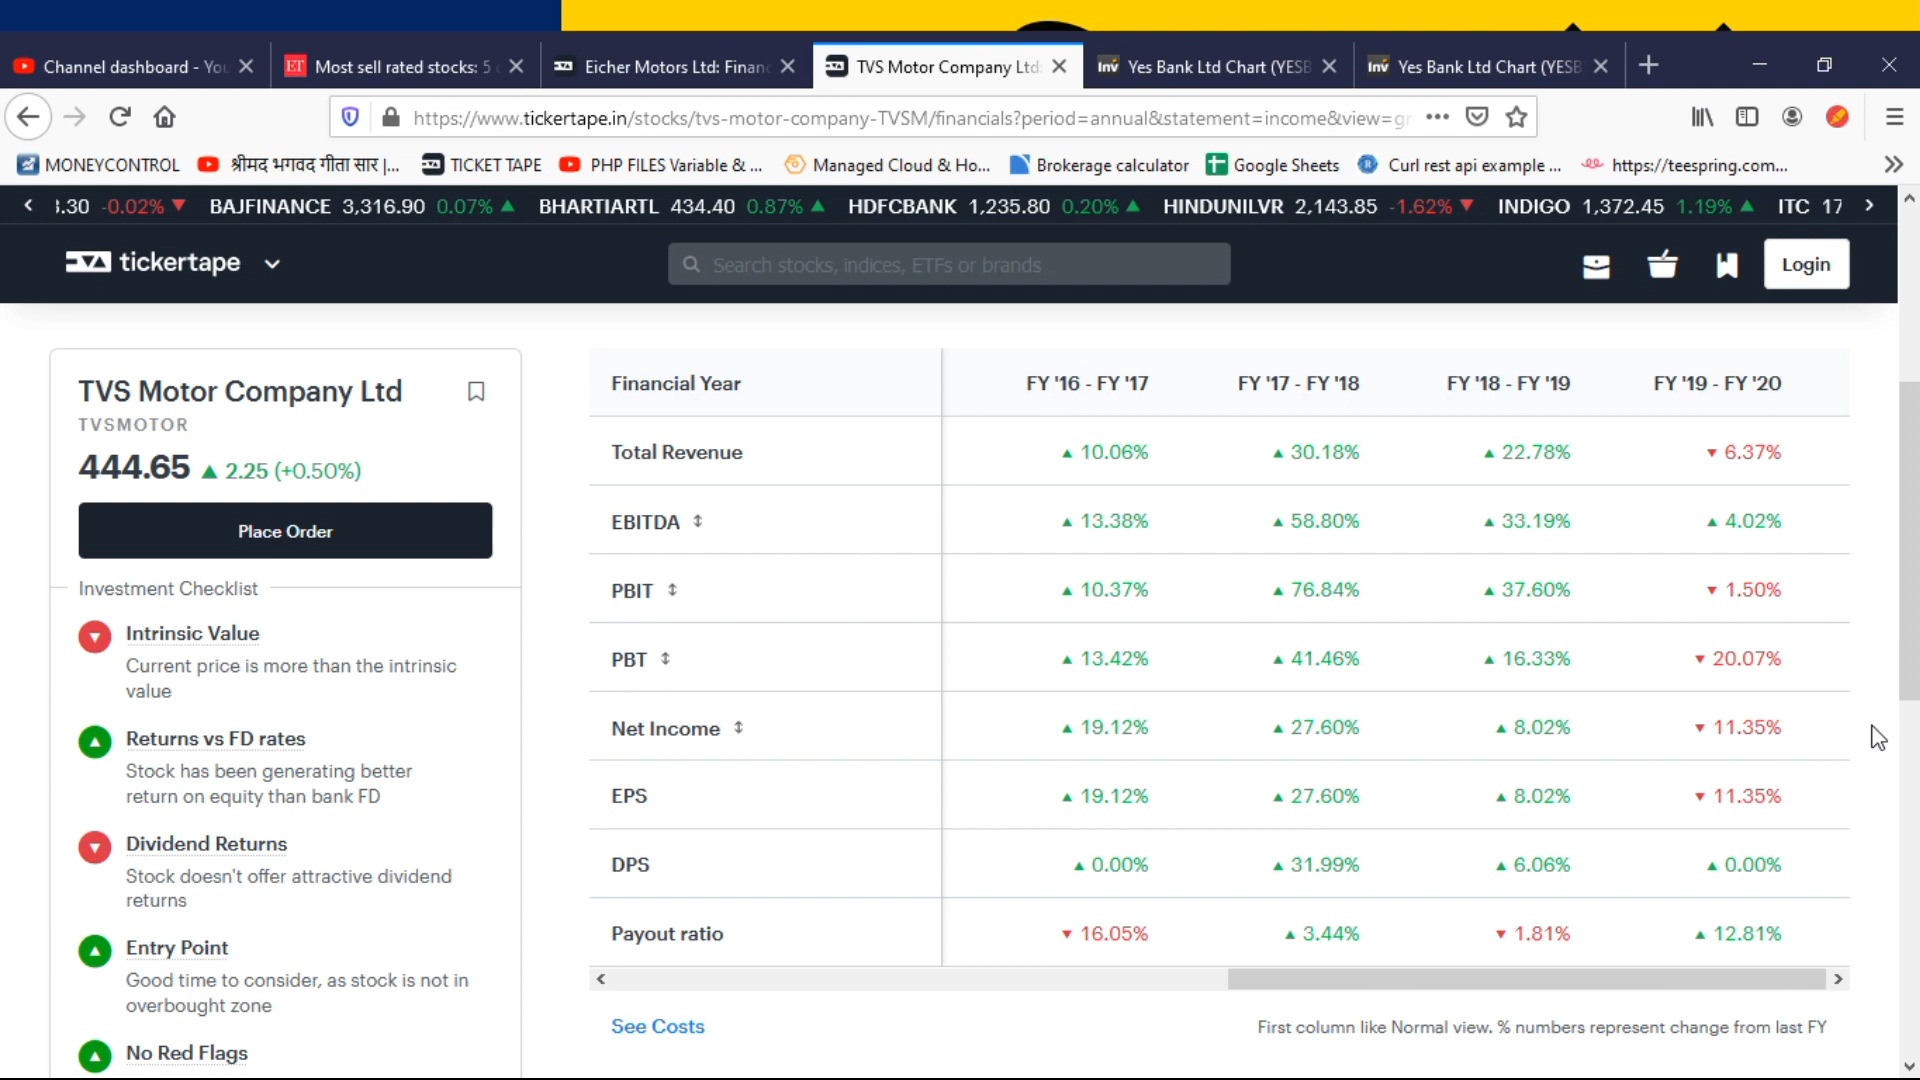 Channel dashboard - You
Most sell rated stocks: 5
Eicher Motors Ltd: Finan
TVS Motor Company Ltd:
Yes Bank Ltd Chart (YESB
Yes Bank Ltd Chart (YESB
https://www.tickertape.in/stocks/tvs-motor-company-TVSM/financials?period=annual&statement=income&view=gr
MONEYCONTROL
श्रीमद भगवद गीता सार |...
TICKET TAPE
PHP FILES Variable & ...
Managed Cloud & Ho...
Brokerage calculator
Google Sheets
Curl rest api example ...
https://teespring.com...
.30 -0.02% ▼ BAJFINANCE 3,316.90 0.07% ▲ BHARTIARTL 434.40 0.87% ▲ HDFCBANK 1,235.80 0.20% ▲ HINDUNILVR 2,143.85 -1.62% ▼ INDIGO 1,372.45 1.19% ▲ ITC 17
tickertape
Search stocks, indices, ETFs or brands
Login
TVS Motor Company Ltd
TVSMOTOR
444.65 ▲ 2.25 (+0.50%)
Place Order
Investment Checklist
Intrinsic Value
Current price is more than the intrinsic
value
Returns vs FD rates
Stock has been generating better
return on equity than bank FD
Dividend Returns
Stock doesn't offer attractive dividend
returns
Entry Point
Good time to consider, as stock is not in
overbought zone
No Red Flags
Financial Year FY '16 - FY '17 FY '17 - FY '18 FY '18 - FY '19 FY '19 - FY '20
Total Revenue ▲ 10.06% ▲ 30.18% ▲ 22.78% ▼ 6.37%
EBITDA ▲ 13.38% ▲ 58.80% ▲ 33.19% ▲ 4.02%
PBIT ▲ 10.37% ▲ 76.84% ▲ 37.60% ▼ 1.50%
PBT ▲ 13.42% ▲ 41.46% ▲ 16.33% ▼ 20.07%
Net Income ▲ 19.12% ▲ 27.60% ▲ 8.02% ▼ 11.35%
EPS ▲ 19.12% ▲ 27.60% ▲ 8.02% ▼ 11.35%
DPS ▲ 0.00% ▲ 31.99% ▲ 6.06% ▲ 0.00%
Payout ratio ▼ 16.05% ▲ 3.44% ▼ 1.81% ▲ 12.81%
See Costs
First column like Normal view. % numbers represent change from last FY